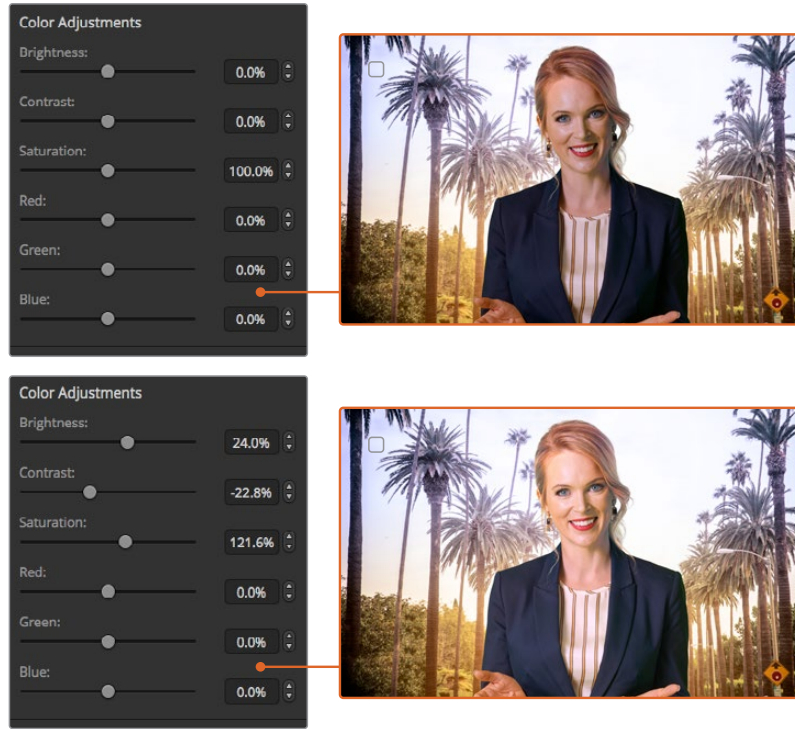 Color Adjustments
Brightness:
0.0%
Contrast:
0.0%
Saturation:
100.0%
Red:
0.0%
Green:
0.0%
Blue:
0.0%
Color Adjustments
Brightness:
24.0%
Contrast:
-22.8%
Saturation:
121.6%
Red:
0.0%
Green:
0.0%
Blue:
0.0%